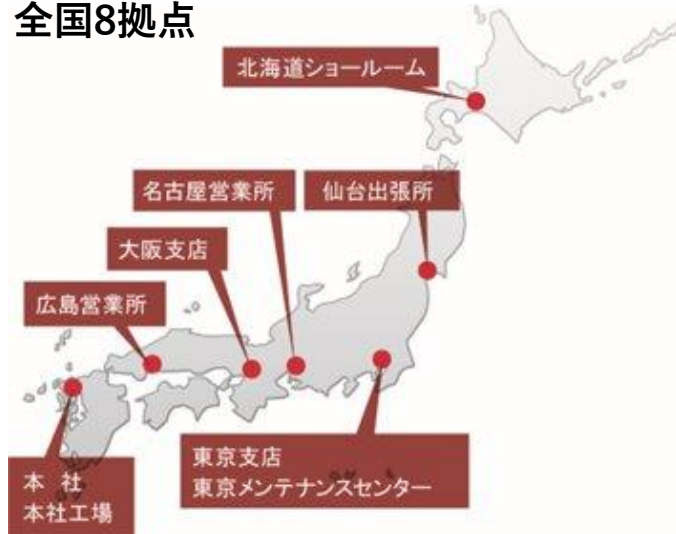 全国8拠点
北海道ショールーム
名古屋営業所
仙台出張所
大阪支店
広島営業所
東京支店
東京メンテナンスセンター
本 社
本社工場